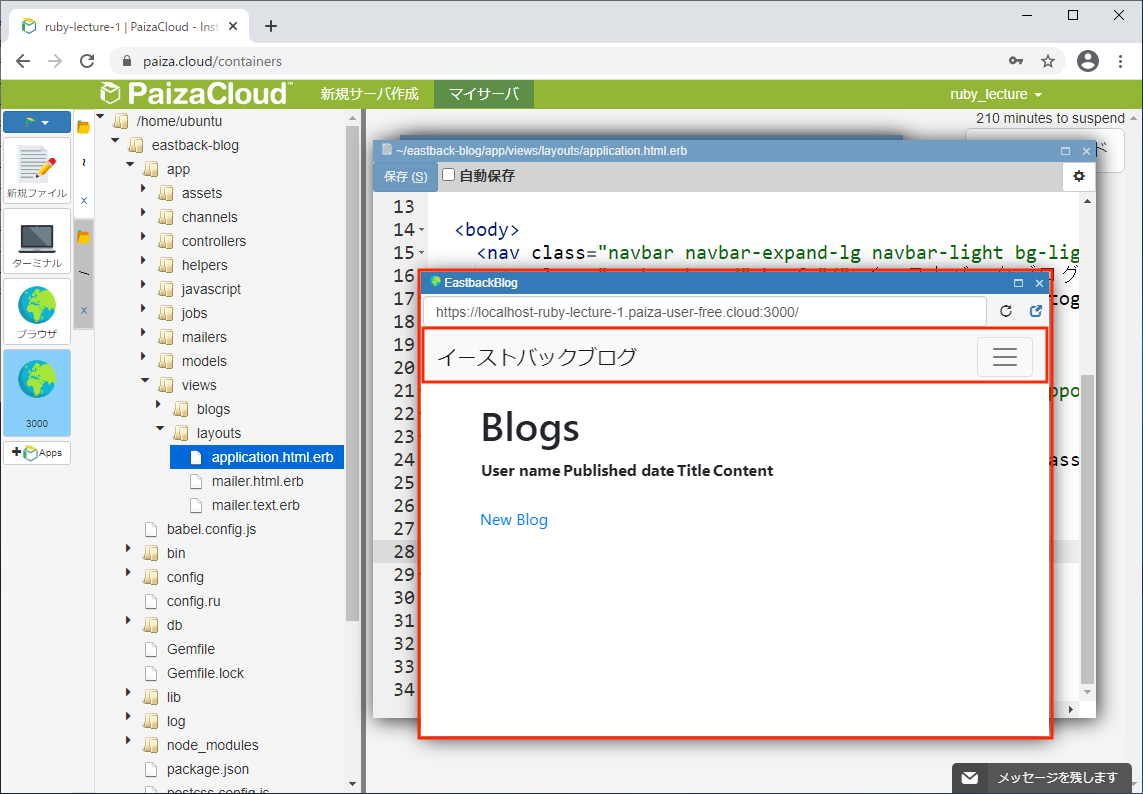 ruby-lecture-1 | PaizaCloud - Inst
paiza.cloud/containers
PaizaCloud
新規サーバ作成
マイサーバ
ruby_lecture
210 minutes to suspend
新規ファイル
ターミナル
ブラウザ
3000
Apps
/home/ubuntu
eastback-blog
app
assets
channels
controllers
helpers
javascript
jobs
mailers
models
views
blogs
layouts
application.html.erb
mailer.html.erb
mailer.text.erb
babel.config.js
bin
config
config.ru
db
Gemfile
Gemfile.lock
lib
log
node_modules
package.json
postcss.config.js
~/eastback-blog/app/views/layouts/application.html.erb
保存 (S)
自動保存
13
14 <body>
15 <nav class="navbar navbar-expand-lg navbar-light bg-lig
16
17 tog
18
19
20
21 ppo
22
23
24 ass
25
26
27
28
29
30
31
32
33
34
EastbackBlog
https://localhost-ruby-lecture-1.paiza-user-free.cloud:3000/
イーストバックブログ
Blogs
User name Published date Title Content
New Blog
メッセージを残します